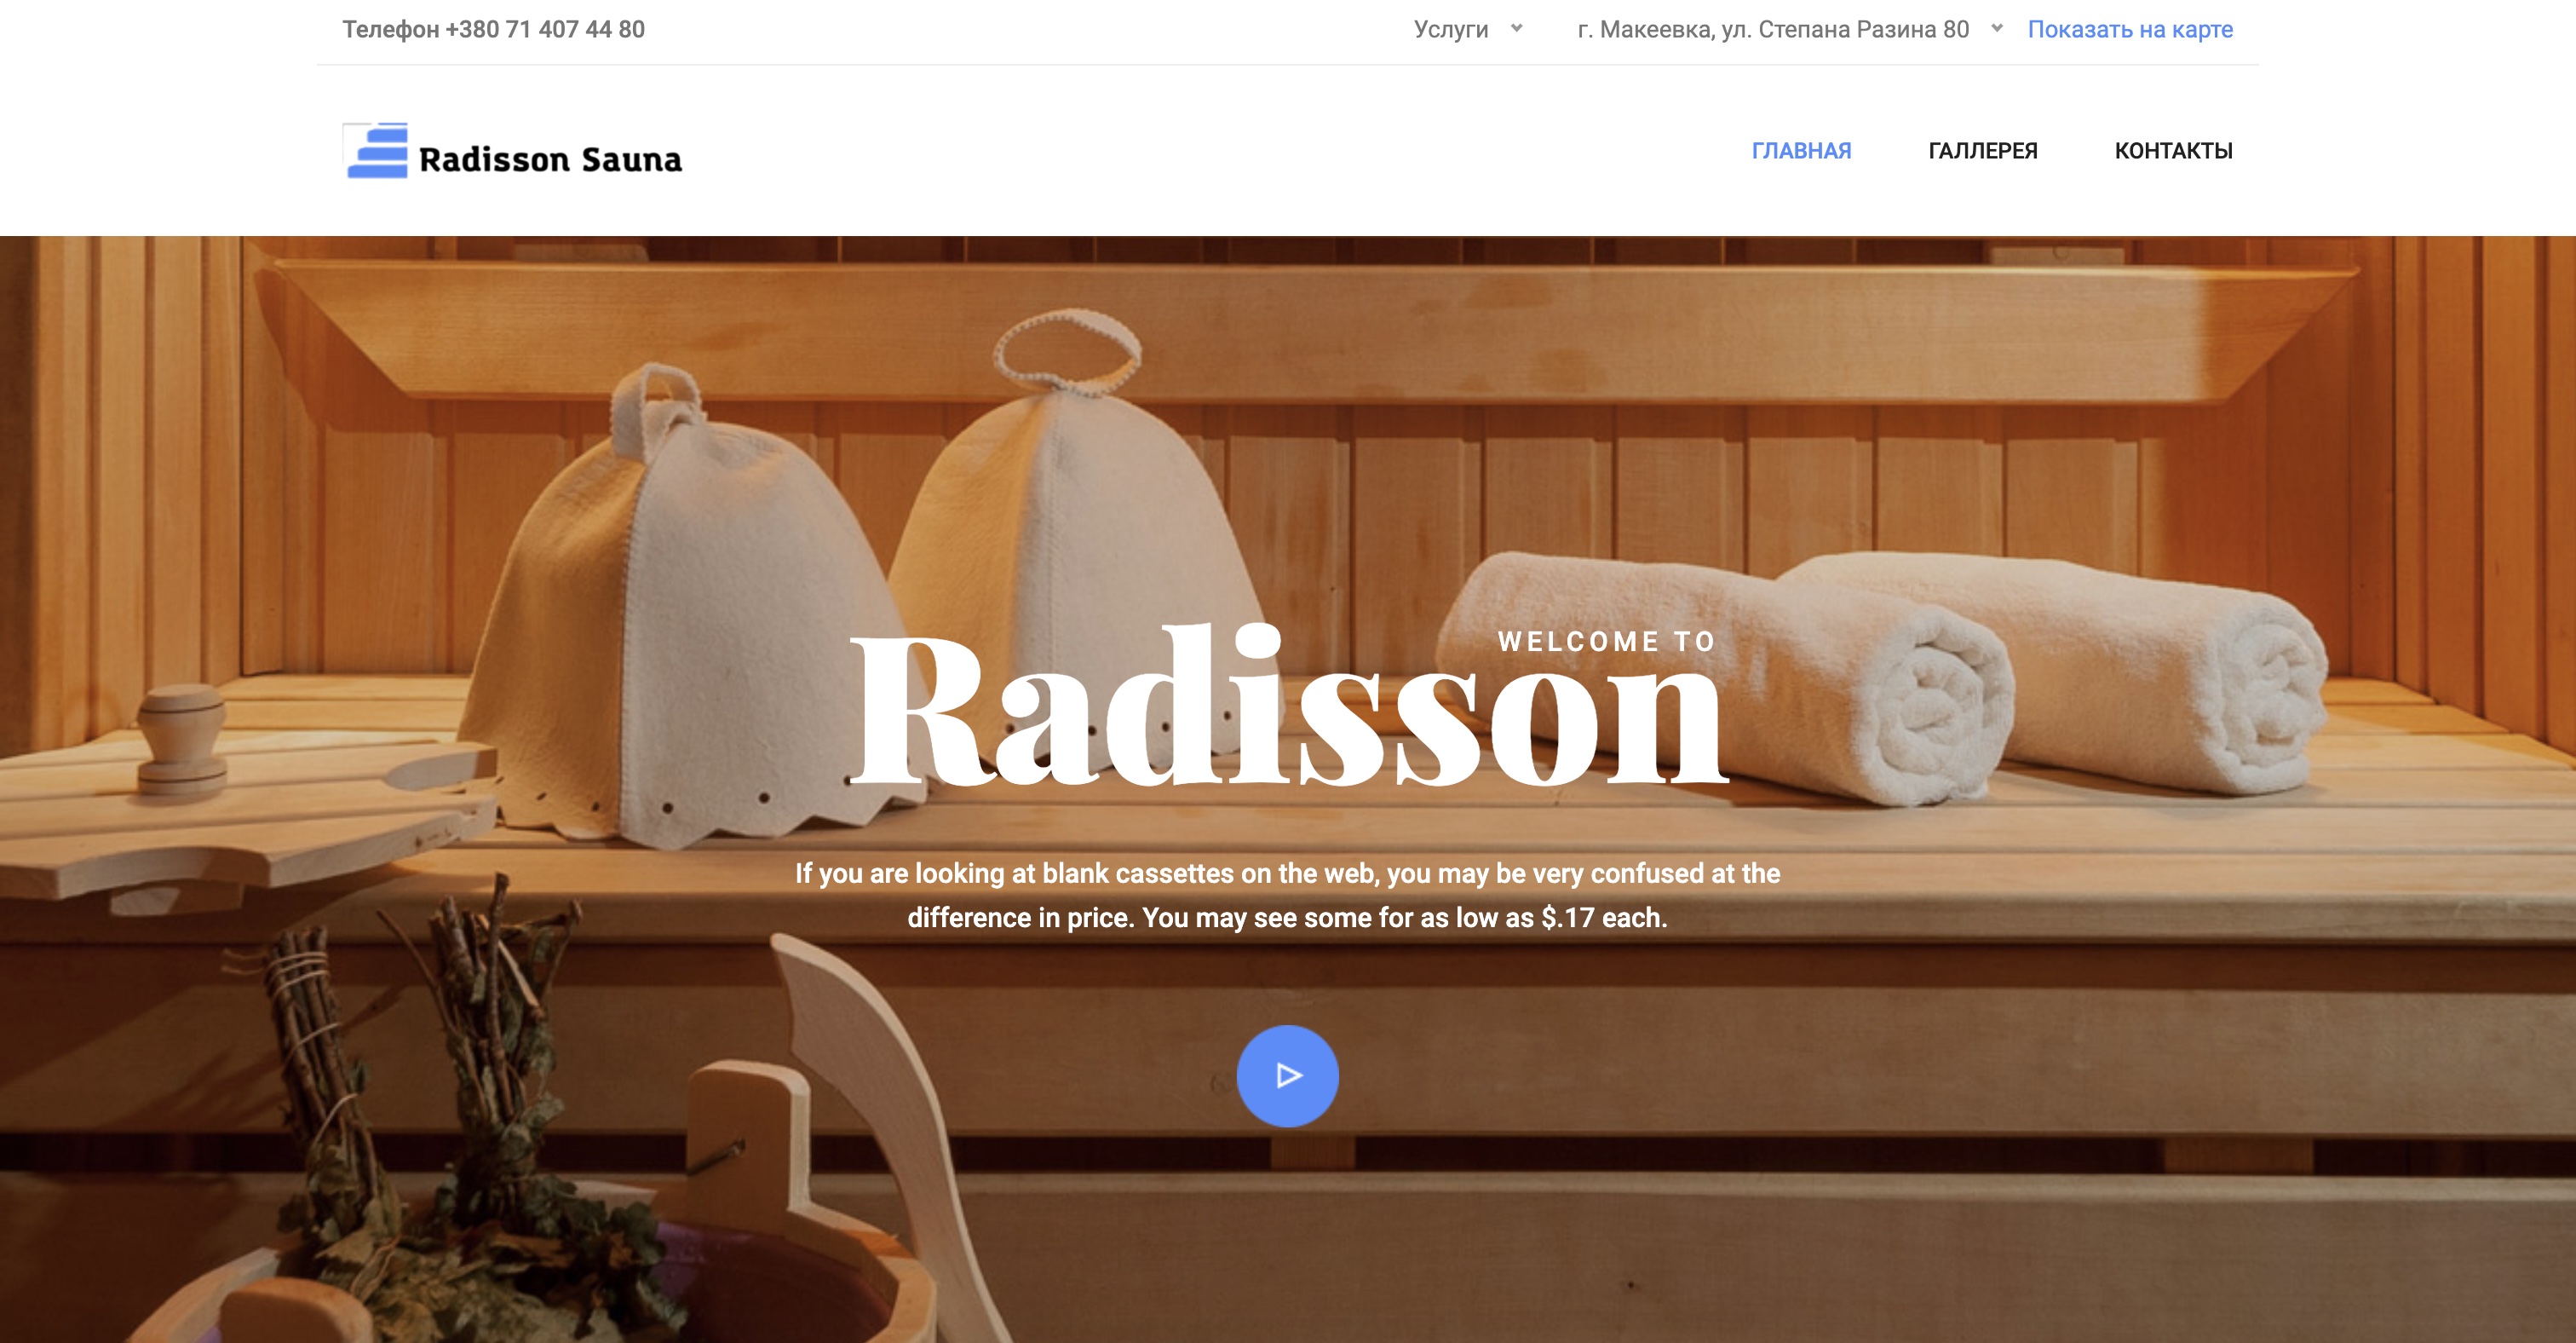 Телефон +380 71 407 44 80
Услуги
г. Макеевка, ул. Степана Разина 80
Показать на карте
Radisson Sauna
ГЛАВНАЯ
ГАЛЛЕРЕЯ
КОНТАКТЫ
WELCOME TO
Radisson
If you are looking at blank cassettes on the web, you may be very confused at the
difference in price. You may see some for as low as $.17 each.